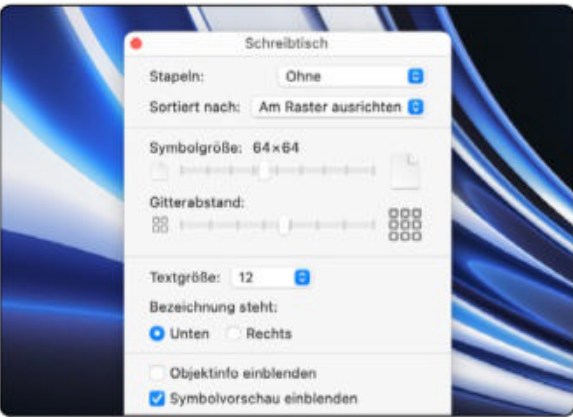 Schreibtisch
Stapeln: Ohne
Sortiert nach: Am Raster ausrichten
Symbolgröße: 64×64
Gitterabstand:
Textgröße: 12
Bezeichnung steht:
Unten Rechts
Objektinfo einblenden
Symbolvorschau einblenden